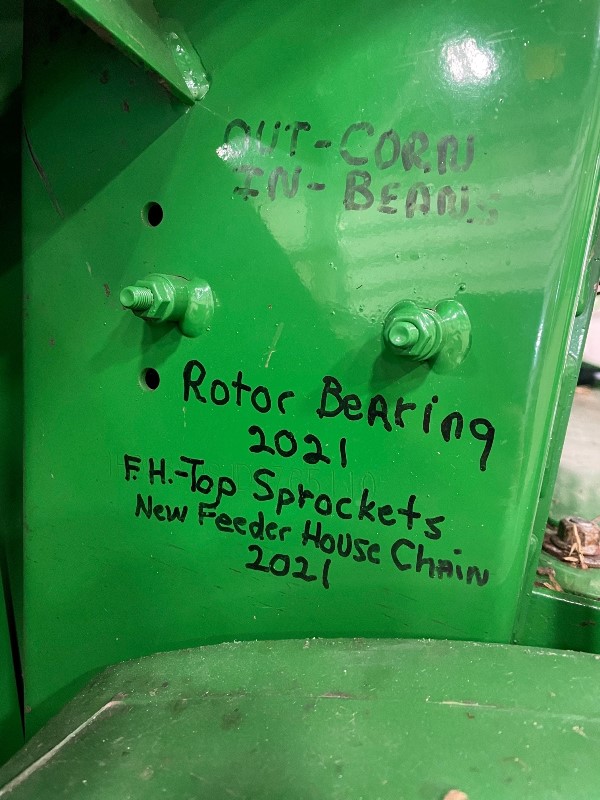 OUT-CORN
IN-BEANS
Rotor Bearing
2021
F.H.-Top Sprockets
New Feeder House Chain
2021